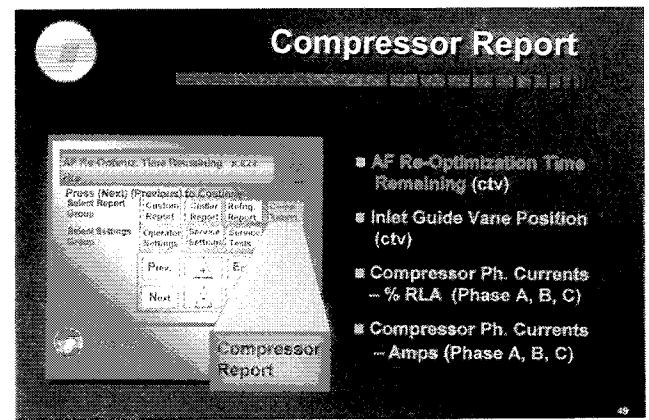 Compressor Report
AF Re-Optimiz. Time Remaining
Press (Next) (Previous) to Continue
Select Report Custom Chiller Refrig.
Group Report Report Report
Select Settings Operator Service Service
Group Settings Settings Tests
Prev. +
Next -
Compressor
Report
AF Re-Optimization Time
Remaining (ctv)
Inlet Guide Vane Position
(ctv)
Compressor Ph. Currents
– % RLA (Phase A, B, C)
Compressor Ph. Currents
– Amps (Phase A, B, C)
49